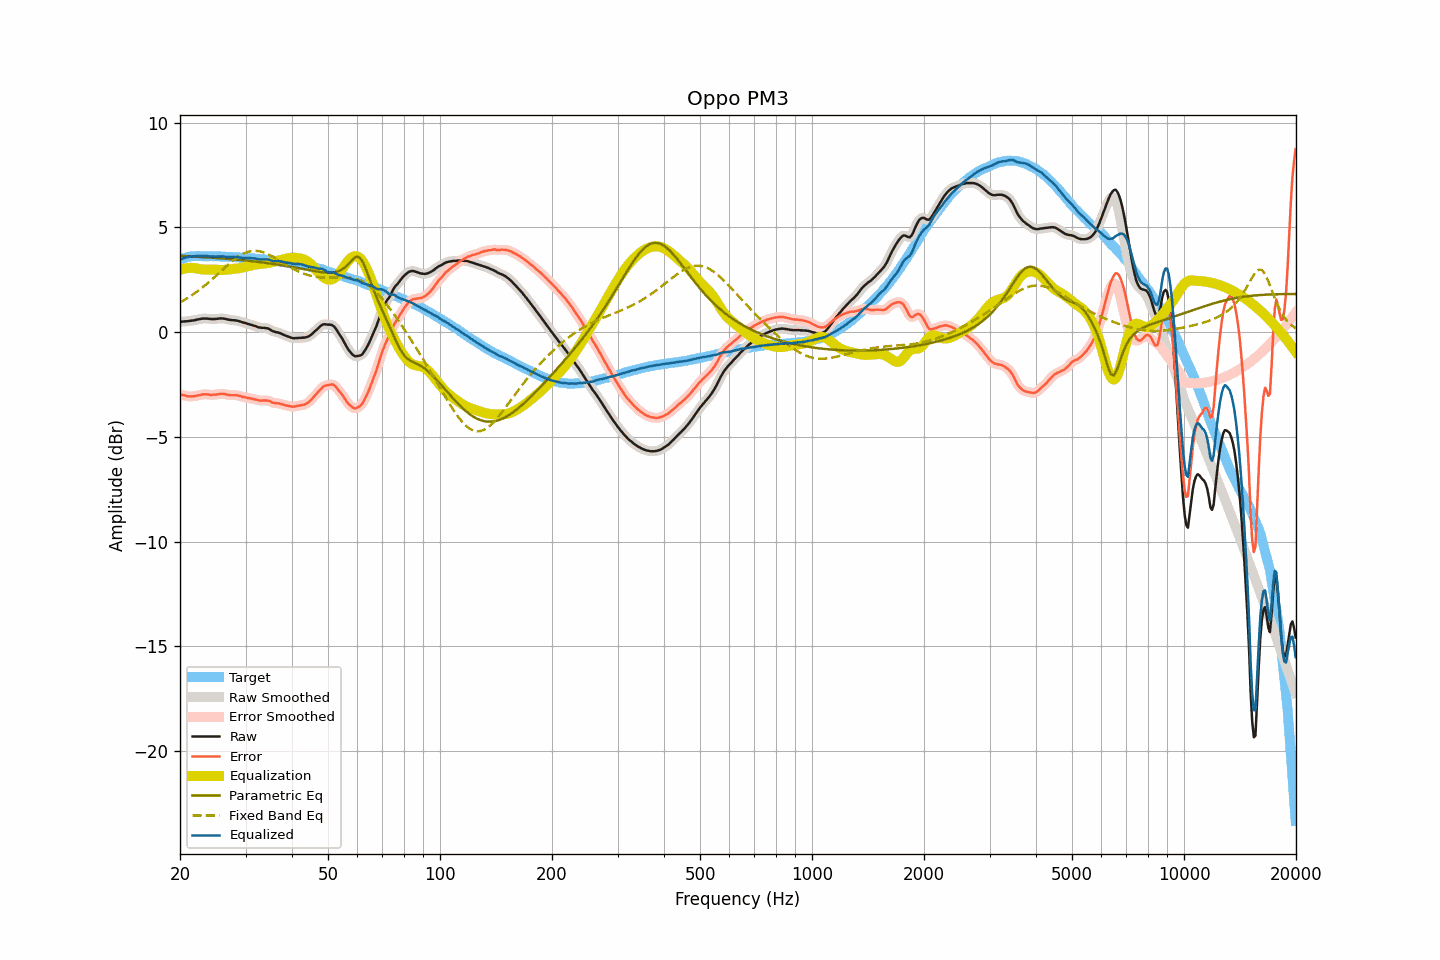 Oppo PM3
10
5
0
−5
−10
−15
−20
Amplitude (dBr)
Target
Raw Smoothed
Error Smoothed
Raw
Error
Equalization
Parametric Eq
Fixed Band Eq
Equalized
20 50 100 200 500 1000 2000 5000 10000 20000
Frequency (Hz)